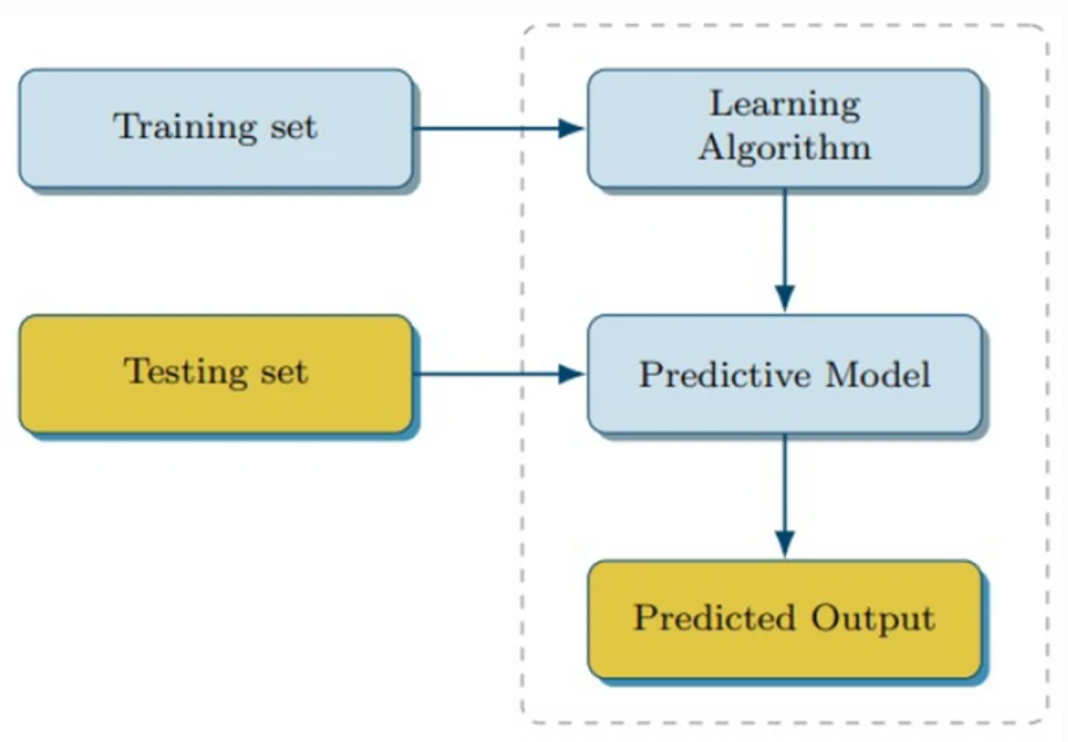 Training set
Learning
Algorithm
Testing set
Predictive Model
Predicted Output